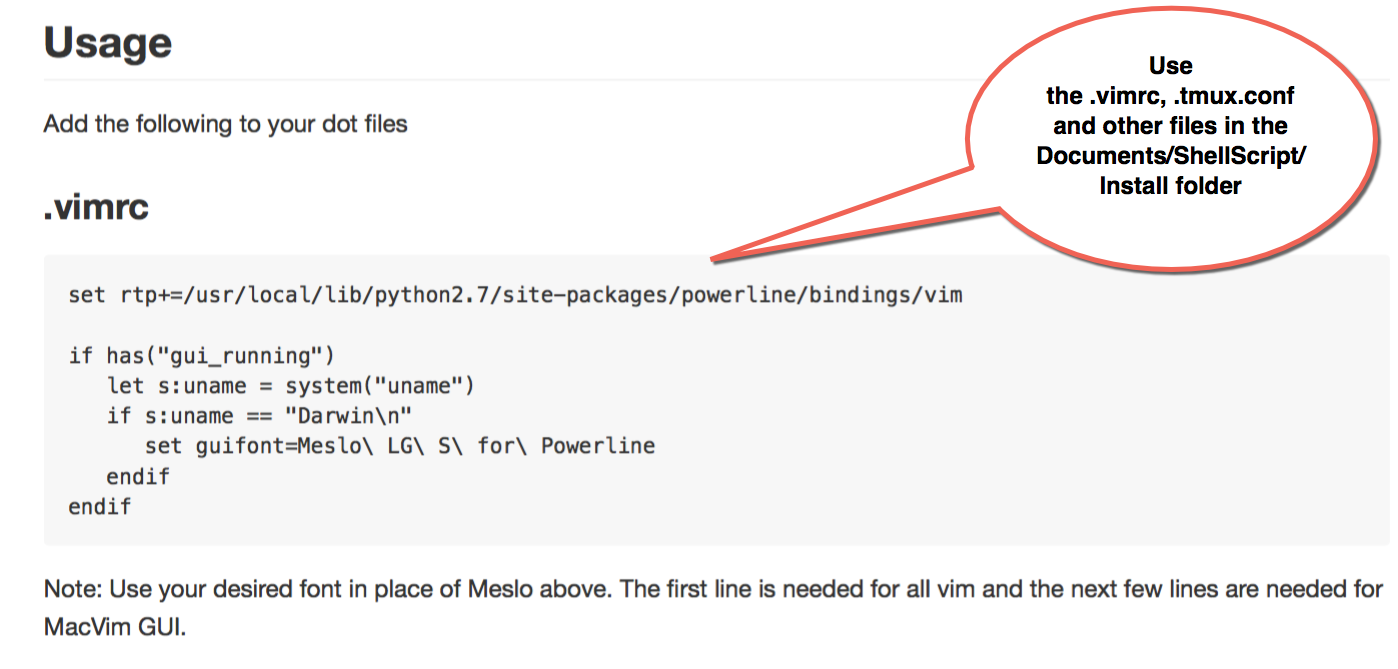 Usage
Use
the .vimrc, .tmux.conf
and other files in the
Documents/ShellScript/
Install folder
Add the following to your dot files
.vimrc
set rtp+=/usr/local/lib/python2.7/site-packages/powerline/bindings/vim
if has("gui_running")
   let s:uname = system("uname")
   if s:uname == "Darwin\n"
      set guifont=Meslo\ LG\ S\ for\ Powerline
   endif
endif
Note: Use your desired font in place of Meslo above. The first line is needed for all vim and the next few lines are needed for
MacVim GUI.